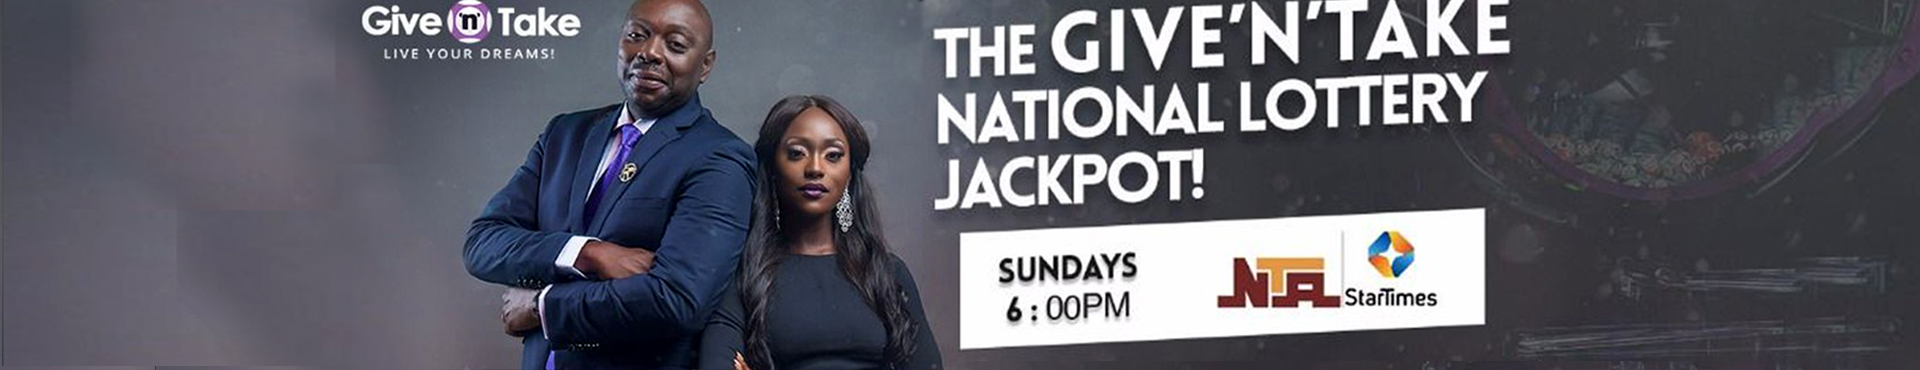 Give 'n' Take
LIVE YOUR DREAMS!
THE GIVE'N'TAKE
NATIONAL LOTTERY
JACKPOT!
SUNDAYS
6 : 00PM
NTA
StarTimes